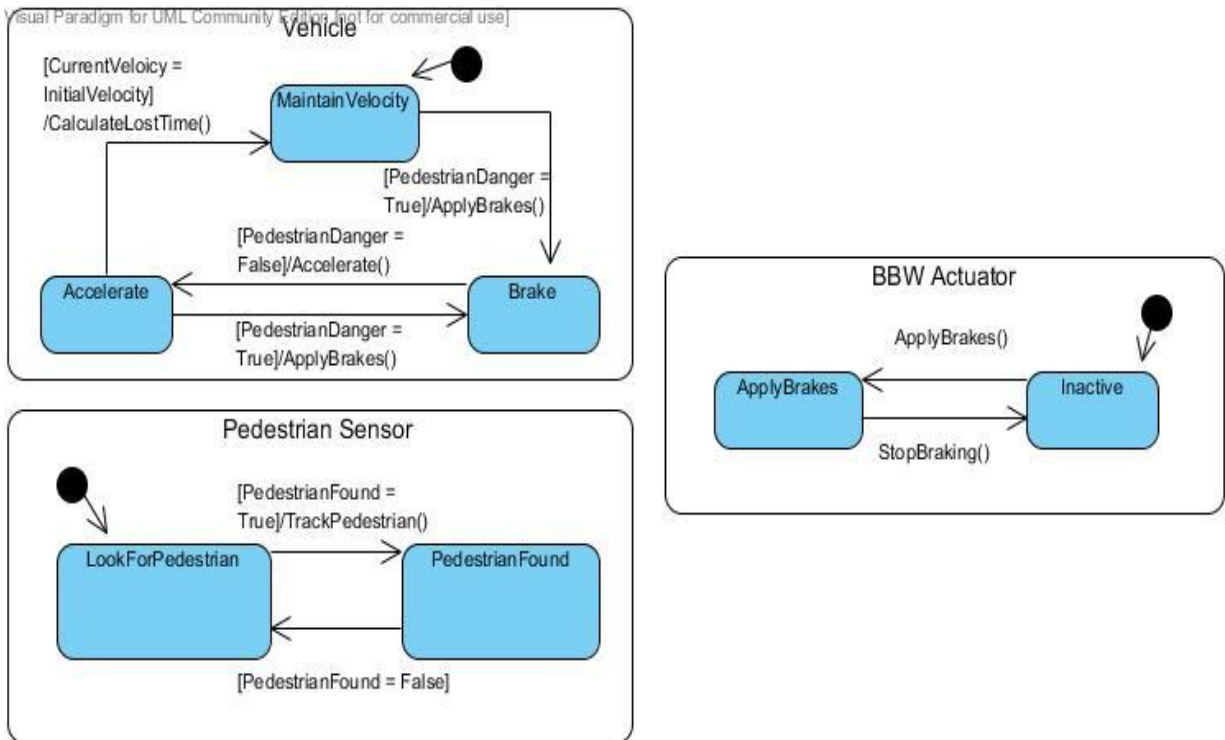 Visual Paradigm for UML Community Edition [not for commercial use]
Vehicle
[CurrentVeloicy =
InitialVelocity]
/CalculateLostTime()
MaintainVelocity
[PedestrianDanger =
True]/ApplyBrakes()
[PedestrianDanger =
False]/Accelerate()
Accelerate
Brake
[PedestrianDanger =
True]/ApplyBrakes()
BBW Actuator
ApplyBrakes()
ApplyBrakes
Inactive
StopBraking()
Pedestrian Sensor
[PedestrianFound =
True]/TrackPedestrian()
LookForPedestrian
PedestrianFound
[PedestrianFound = False]